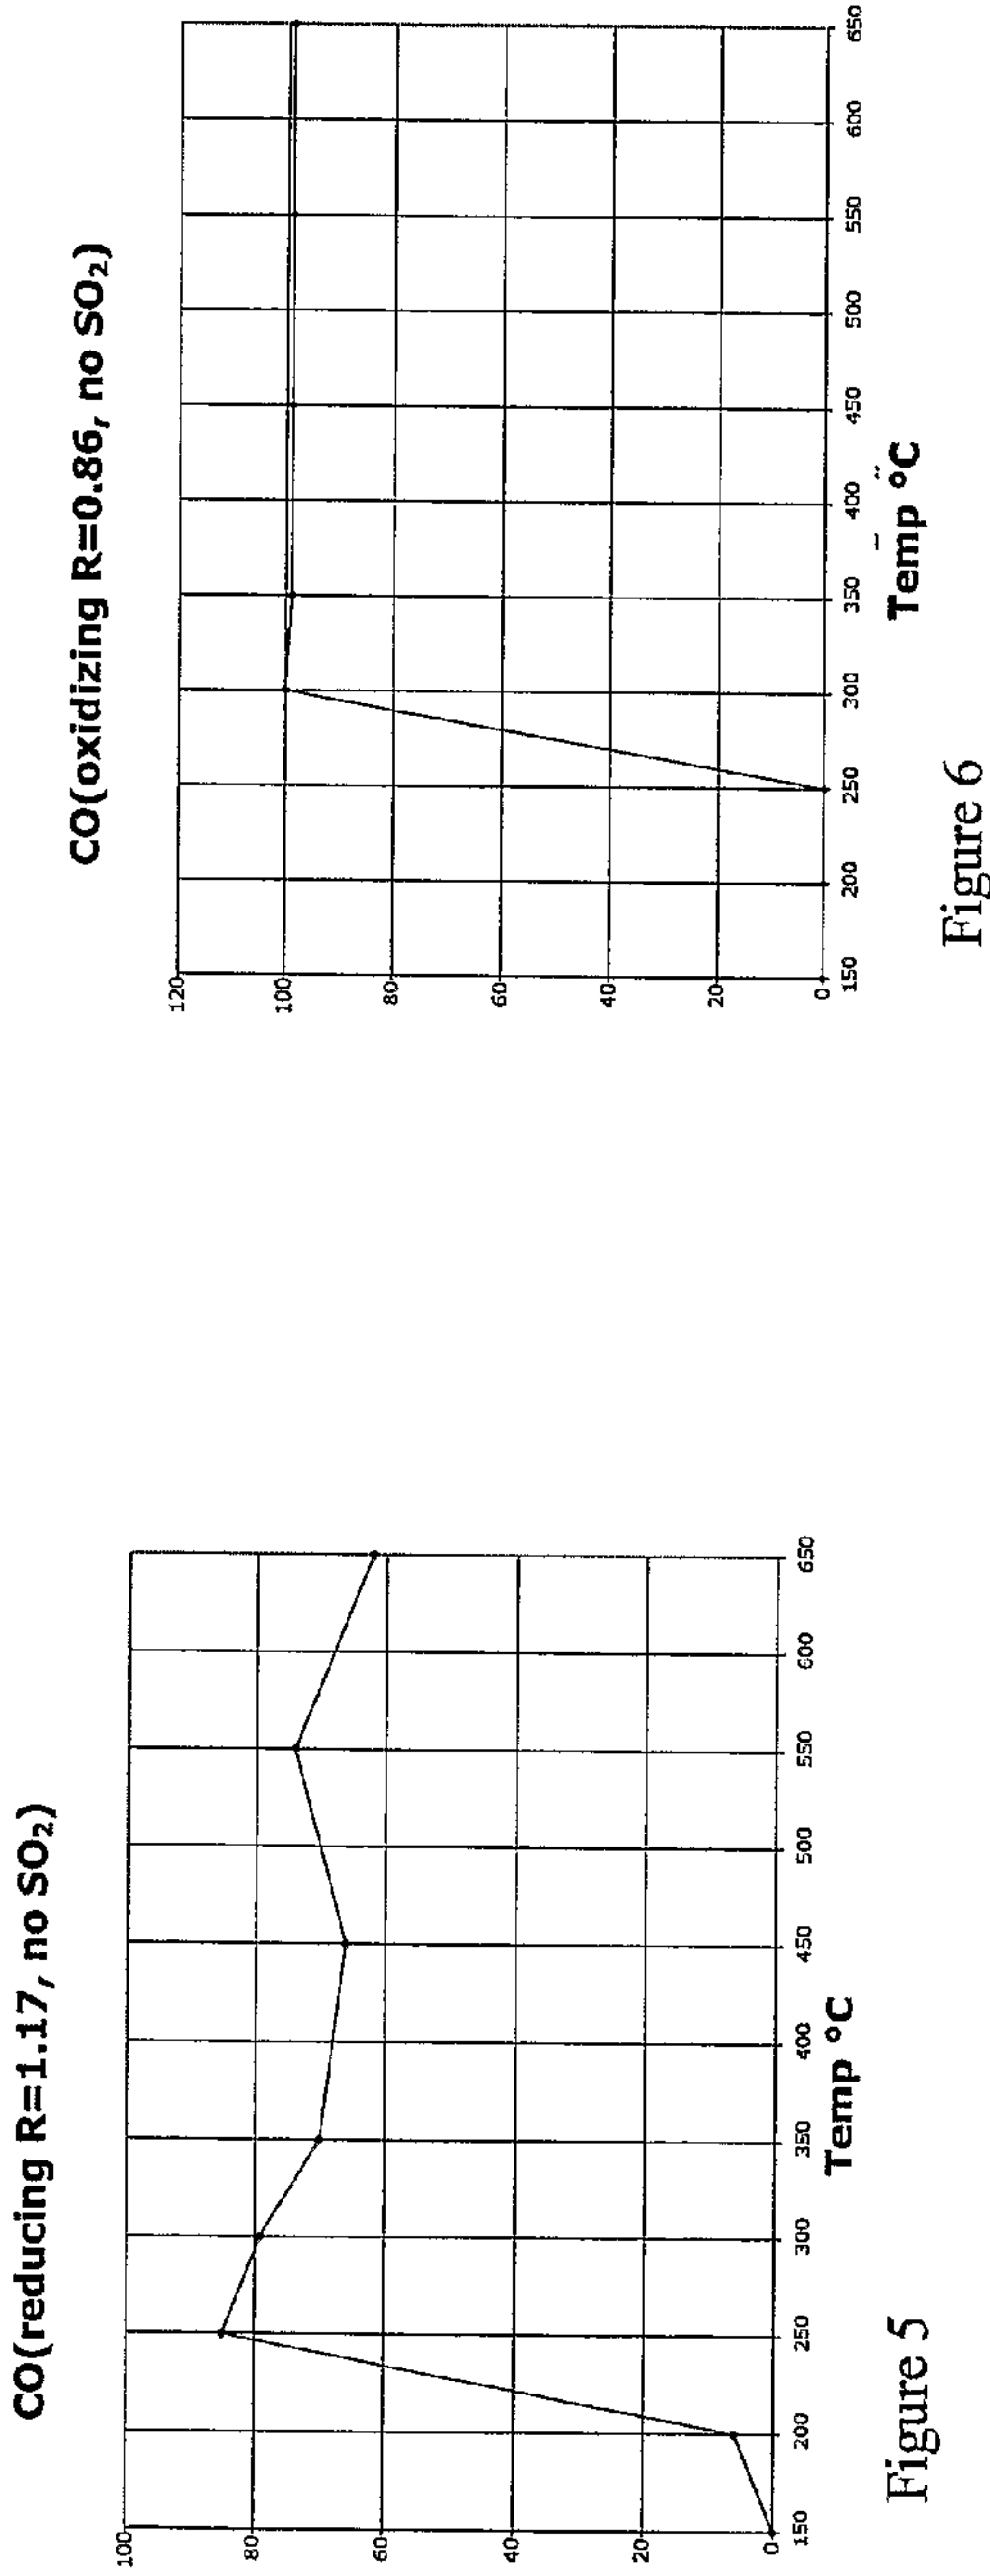 CO(reducing R=1.17, no SO₂)
100
80
60
40
20
0
150 200 250 300 350 400 450 500 550 600 650
Temp °C
Figure 5
CO(oxidizing R=0.86, no SO₂)
120
100
80
60
40
20
0
150 200 250 300 350 400 450 500 550 600 650
Temp °C
Figure 6